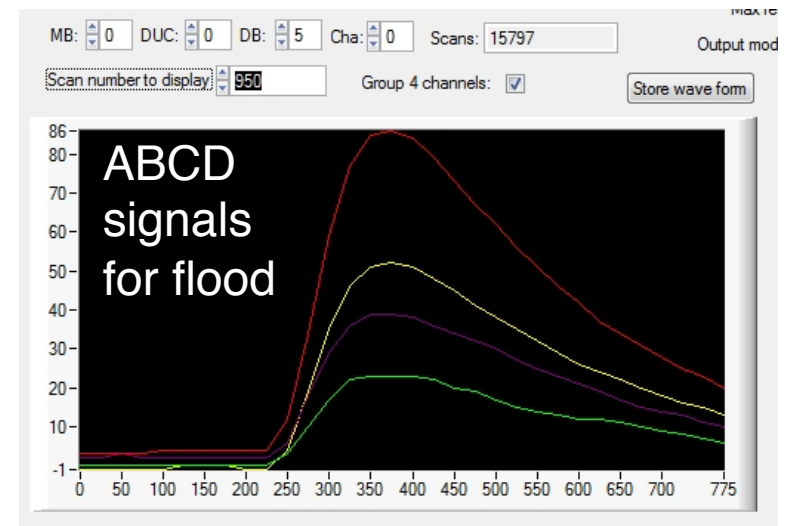 MB: 0 DUC: 0 DB: 5 Cha: 0 Scans: 15797
Output mod
Scan number to display 950 Group 4 channels: Store wave form
86
80
70
60
50
40
30
20
10
-1
ABCD
signals
for flood
0 50 100 150 200 250 300 350 400 450 500 550 600 650 700 775